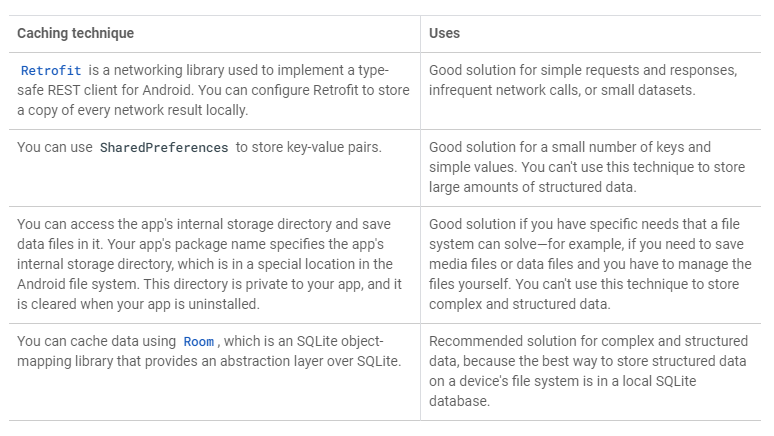 Caching technique
Uses
Retrofit is a networking library used to implement a type-
safe REST client for Android. You can configure Retrofit to store
a copy of every network result locally.
Good solution for simple requests and responses,
infrequent network calls, or small datasets.
You can use SharedPreferences to store key-value pairs.
Good solution for a small number of keys and
simple values. You can't use this technique to store
large amounts of structured data.
You can access the app's internal storage directory and save
data files in it. Your app's package name specifies the app's
internal storage directory, which is in a special location in the
Android file system. This directory is private to your app, and it
is cleared when your app is uninstalled.
Good solution if you have specific needs that a file
system can solve—for example, if you need to save
media files or data files and you have to manage the
files yourself. You can't use this technique to store
complex and structured data.
You can cache data using Room, which is an SQLite object-
mapping library that provides an abstraction layer over SQLite.
Recommended solution for complex and structured
data, because the best way to store structured data
on a device's file system is in a local SQLite
database.